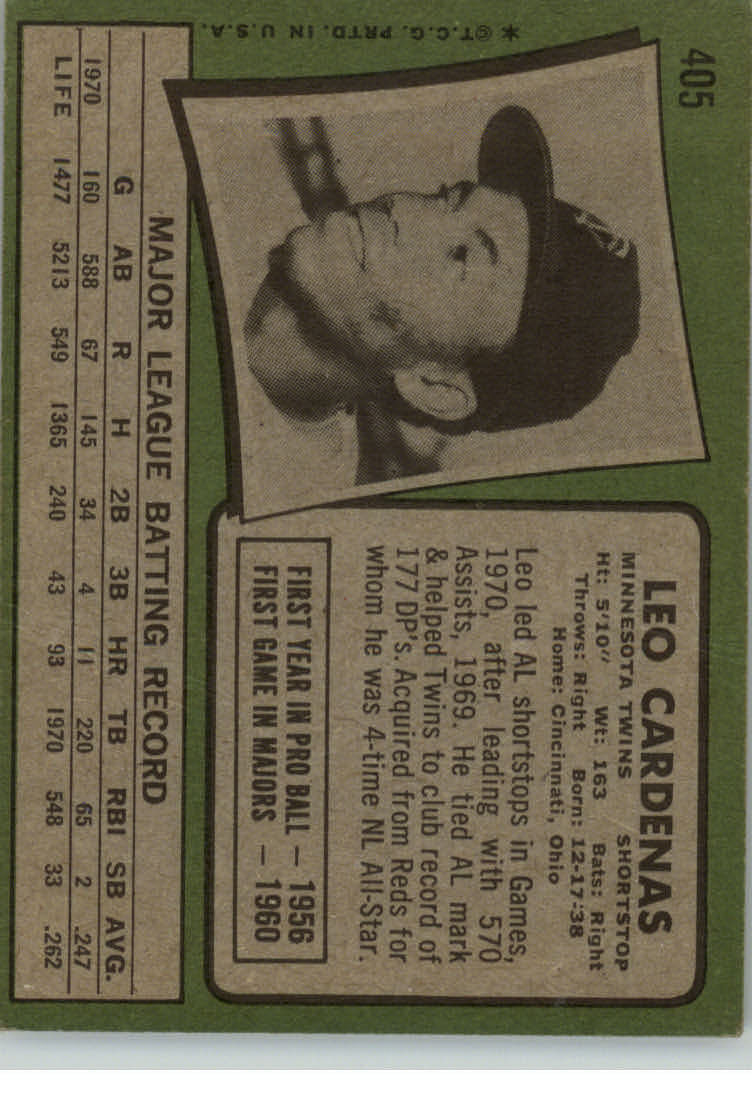 405
LEO CARDENAS
MINNESOTA TWINS SHORTSTOP
Ht: 5'10" Wt: 163 Bats: Right
Throws: Right Born: 12-17-38
Home: Cincinnati, Ohio
Leo led AL shortstops in Games,
1970, after leading with 570
Assists, 1969. He tied AL mark
& helped Twins to club record of
177 DP's. Acquired from Reds for
whom he was 4-time NL All-Star.
FIRST YEAR IN PRO BALL — 1956
FIRST GAME IN MAJORS — 1960
MAJOR LEAGUE BATTING RECORD
G AB R H 2B 3B HR TB RBI SB AVG.
1970 160 588 67 145 34 4 11 220 65 2 .247
LIFE 1477 5213 549 1365 240 43 93 1970 548 33 .262
*©T.C.G. PRTD. IN U.S.A.